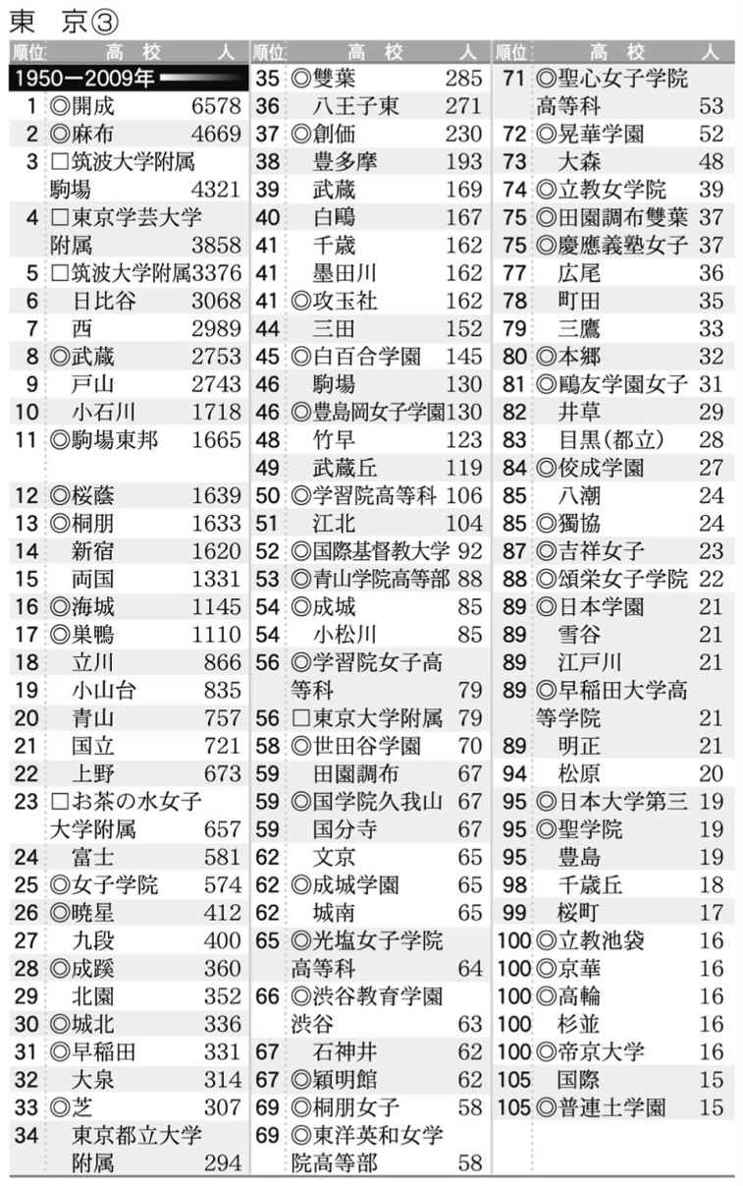 東 京③
順位 高 校 人
1950ー2009年
1 ◎開成 6578
2 ◎麻布 4669
3 □筑波大学附属
駒場 4321
4 □東京学芸大学
附属 3858
5 □筑波大学附属3376
6 日比谷 3068
7 西 2989
8 ◎武蔵 2753
9 戸山 2743
10 小石川 1718
11 ◎駒場東邦 1665
12 ◎桜蔭 1639
13 ◎桐朋 1633
14 新宿 1620
15 両国 1331
16 ◎海城 1145
17 ◎巣鴨 1110
18 立川 866
19 小山台 835
20 青山 757
21 国立 721
22 上野 673
23 □お茶の水女子
大学附属 657
24 富士 581
25 ◎女子学院 574
26 ◎暁星 412
27 九段 400
28 ◎成蹊 360
29 北園 352
30 ◎城北 336
31 ◎早稲田 331
32 大泉 314
33 ◎芝 307
34 東京都立大学
附属 294
順位 高 校 人
35 ◎雙葉 285
36 八王子東 271
37 ◎創価 230
38 豊多摩 193
39 武蔵 169
40 白鷗 167
41 千歳 162
41 墨田川 162
41 ◎攻玉社 162
44 三田 152
45 ◎白百合学園 145
46 駒場 130
46 ◎豊島岡女子学園130
48 竹早 123
49 武蔵丘 119
50 ◎学習院高等科 106
51 江北 104
52 ◎国際基督教大学 92
53 ◎青山学院高等部 88
54 ◎成城 85
54 小松川 85
56 ◎学習院女子高
等科 79
56 □東京大学附属 79
58 ◎世田谷学園 70
59 田園調布 67
59 ◎国学院久我山 67
59 国分寺 67
62 文京 65
62 ◎成城学園 65
62 城南 65
65 ◎光塩女子学院
高等科 64
66 ◎渋谷教育学園
渋谷 63
67 石神井 62
67 ◎穎明館 62
69 ◎桐朋女子 58
69 ◎東洋英和女学
院高等部 58
順位 高 校 人
71 ◎聖心女子学院
高等科 53
72 ◎晃華学園 52
73 大森 48
74 ◎立教女学院 39
75 ◎田園調布雙葉 37
75 ◎慶應義塾女子 37
77 広尾 36
78 町田 35
79 三鷹 33
80 ◎本郷 32
81 ◎鷗友学園女子 31
82 井草 29
83 目黒(都立) 28
84 ◎佼成学園 27
85 八潮 24
85 ◎獨協 24
87 ◎吉祥女子 23
88 ◎頌栄女子学院 22
89 ◎日本学園 21
89 雪谷 21
89 江戸川 21
89 ◎早稲田大学高
等学院 21
89 明正 21
94 松原 20
95 ◎日本大学第三 19
95 ◎聖学院 19
95 豊島 19
98 千歳丘 18
99 桜町 17
100 ◎立教池袋 16
100 ◎京華 16
100 ◎高輪 16
100 杉並 16
100 ◎帝京大学 16
105 国際 15
105 ◎普連土学園 15